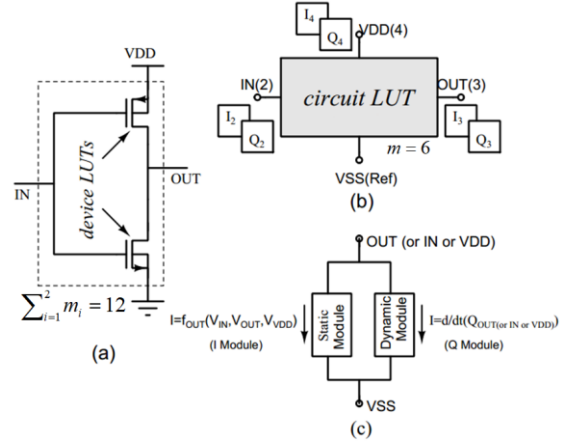 VDD
IN
device LUTs
OUT
∑²ᵢ₌₁ mᵢ = 12
(a)
I₄
Q₄
VDD(4)
IN(2)
OUT(3)
circuit LUT
I₂
Q₂
I₃
Q₃
m = 6
VSS(Ref)
(b)
OUT (or IN or VDD)
I=f_OUT(V_IN,V_OUT,V_VDD)
(I Module)
Static
Module
Dynamic
Module
I=d/dt(Q_OUT(or IN or VDD))
(Q Module)
VSS
(c)